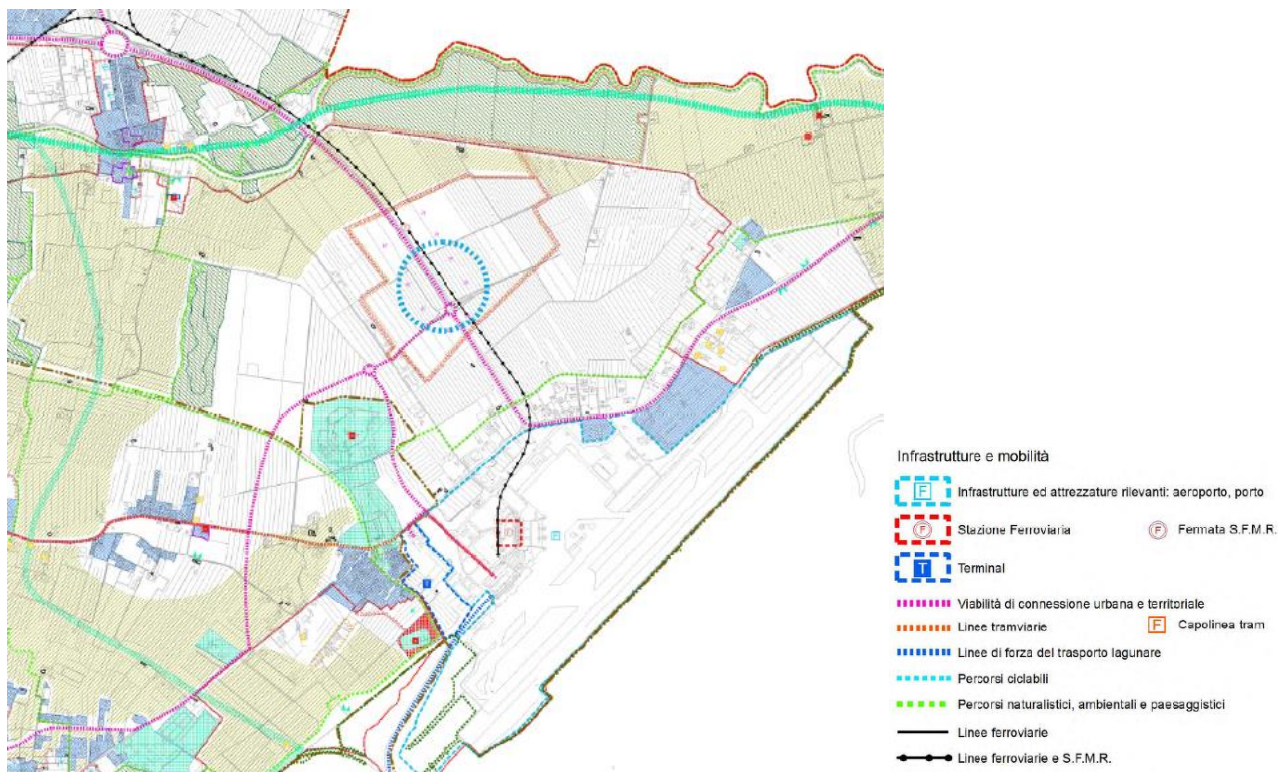 Infrastrutture e mobilità
F Infrastrutture ed attrezzature rilevanti: aeroporto, porto
F Stazione Ferroviaria F Fermata S.F.M.R.
T Terminal
Viabilità di connessione urbana e territoriale
Linee tramviarie F Capolinea tram
Linee di forza del trasporto lagunare
Percorsi ciclabili
Percorsi naturalistici, ambientali e paesaggistici
Linee ferroviarie
Linee ferroviarie e S.F.M.R.